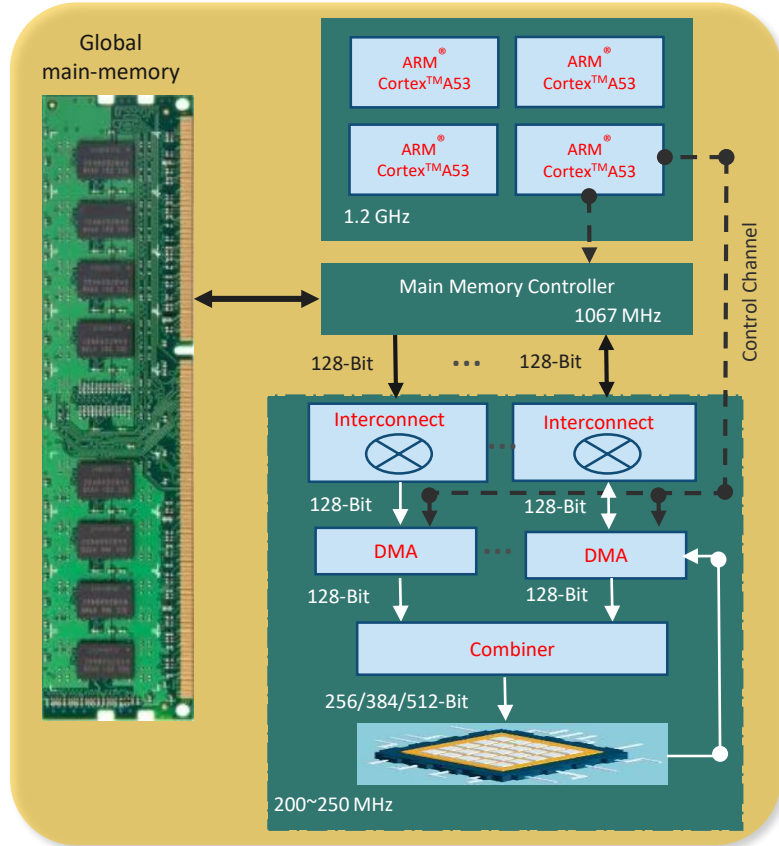 Global
main-memory
ARM®
Cortex™A53
ARM®
Cortex™A53
ARM®
Cortex™A53
ARM®
Cortex™A53
1.2 GHz
Main Memory Controller
1067 MHz
Control Channel
128-Bit
...
128-Bit
Interconnect
...
Interconnect
128-Bit
128-Bit
DMA
...
DMA
128-Bit
128-Bit
Combiner
256/384/512-Bit
200~250 MHz